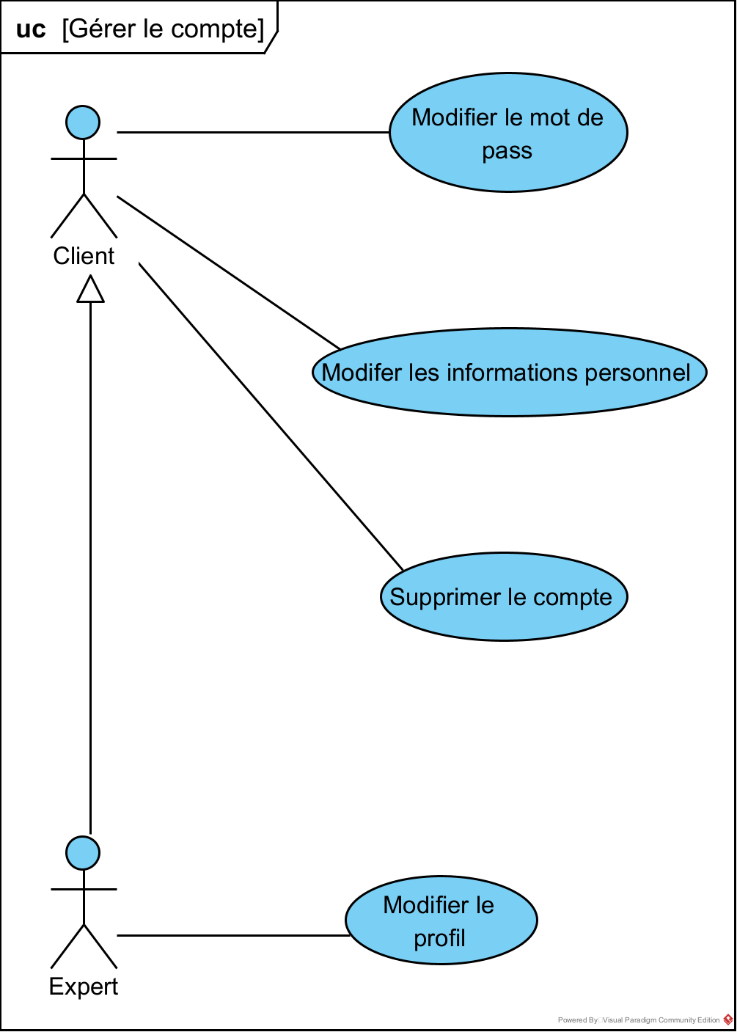 uc [Gérer le compte]
Modifier le mot de
pass
Client
Modifer les informations personnel
Supprimer le compte
Modifier le
profil
Expert
Powered By: Visual Paradigm Community Edition